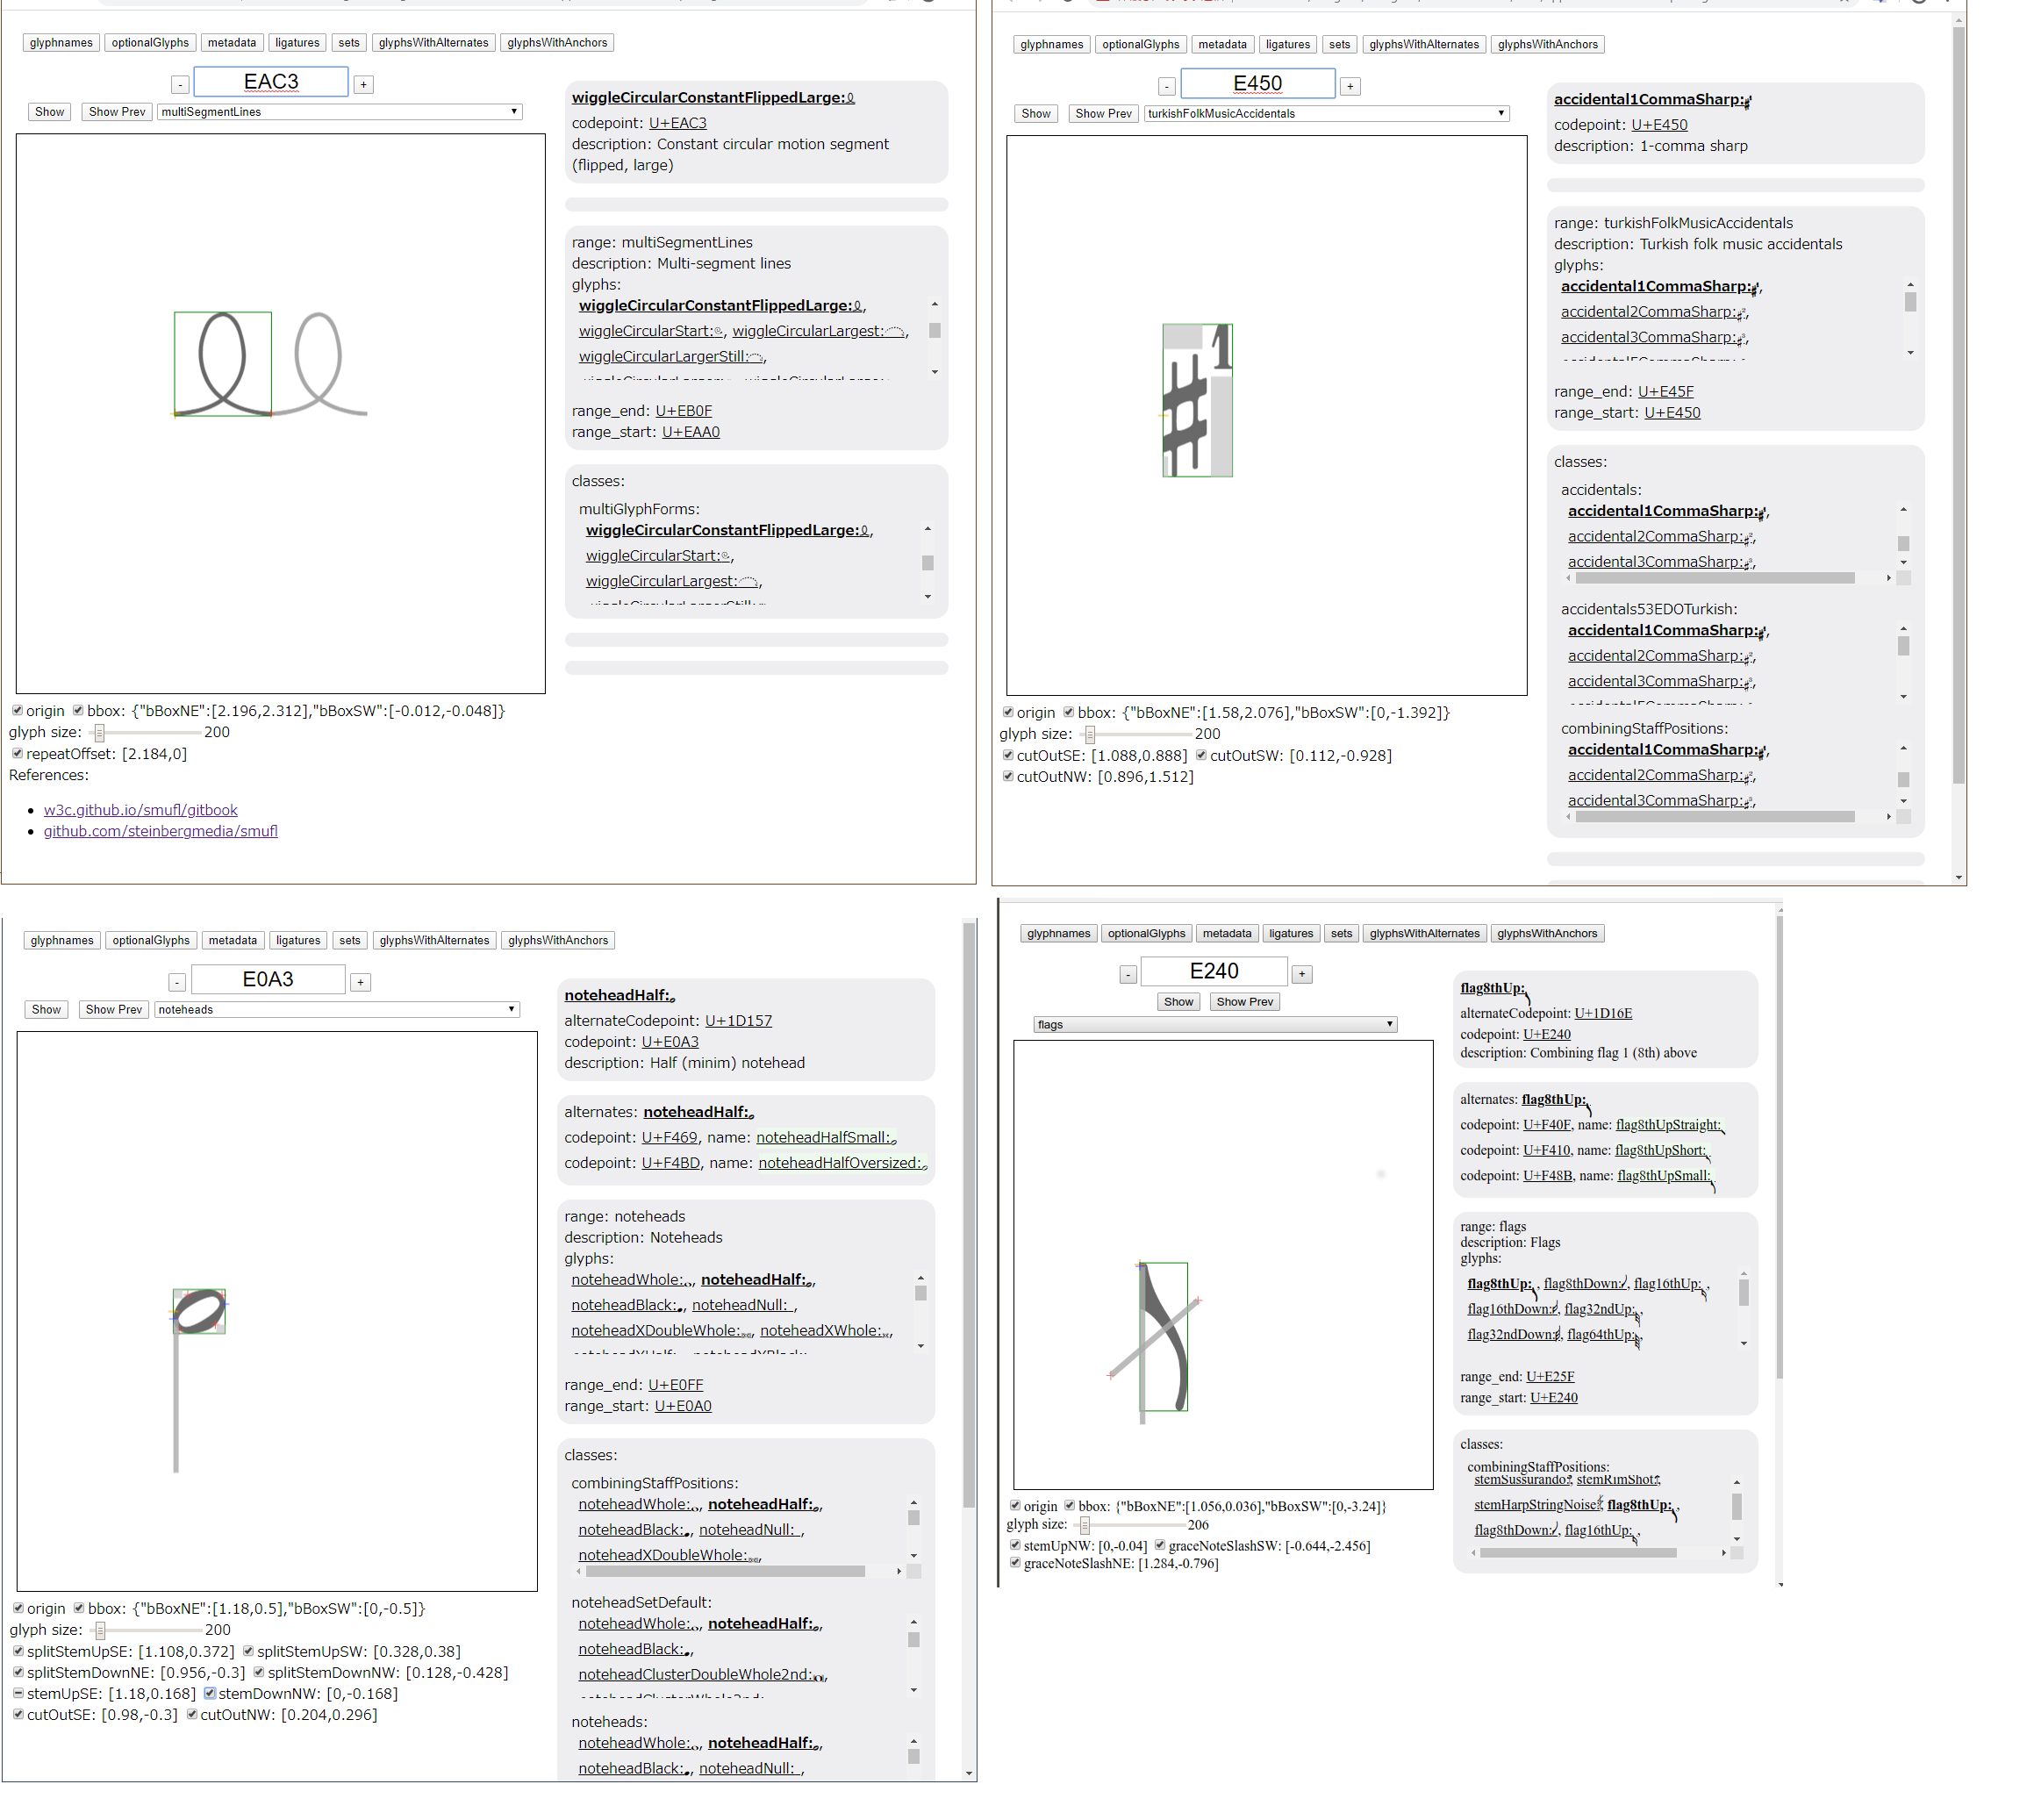 glyphnames optionalGlyphs metadata ligatures sets glyphsWithAlternates glyphsWithAnchors
- EAC3 +
Show Show Prev multiSegmentLines
wiggleCircularConstantFlippedLarge:
codepoint: U+EAC3
description: Constant circular motion segment
(flipped, large)
range: multiSegmentLines
description: Multi-segment lines
glyphs:
wiggleCircularConstantFlippedLarge:,
wiggleCircularStart:, wiggleCircularLargest:,
wiggleCircularLargerStill:,
range_end: U+EB0F
range_start: U+EAA0
classes:
multiGlyphForms:
wiggleCircularConstantFlippedLarge:,
wiggleCircularStart:,
wiggleCircularLargest:,
origin bbox: {"bBoxNE":[2.196,2.312],"bBoxSW":[-0.012,-0.048]}
glyph size: 200
repeatOffset: [2.184,0]
References:
w3c.github.io/smufl/gitbook
github.com/steinbergmedia/smufl
glyphnames optionalGlyphs metadata ligatures sets glyphsWithAlternates glyphsWithAnchors
- E450 +
Show Show Prev turkishFolkMusicAccidentals
1
accidental1CommaSharp:
codepoint: U+E450
description: 1-comma sharp
range: turkishFolkMusicAccidentals
description: Turkish folk music accidentals
glyphs:
accidental1CommaSharp:,
accidental2CommaSharp:,
accidental3CommaSharp:,
range_end: U+E45F
range_start: U+E450
classes:
accidentals:
accidental1CommaSharp:,
accidental2CommaSharp:,
accidental3CommaSharp:,
accidentals53EDOTurkish:
accidental1CommaSharp:,
accidental2CommaSharp:,
accidental3CommaSharp:,
combiningStaffPositions:
accidental1CommaSharp:,
accidental2CommaSharp:,
accidental3CommaSharp:,
origin bbox: {"bBoxNE":[1.58,2.076],"bBoxSW":[0,-1.392]}
glyph size: 200
cutOutSE: [1.088,0.888] cutOutSW: [0.112,-0.928]
cutOutNW: [0.896,1.512]
glyphnames optionalGlyphs metadata ligatures sets glyphsWithAlternates glyphsWithAnchors
- E0A3 +
Show Show Prev noteheads
noteheadHalf:
alternateCodepoint: U+1D157
codepoint: U+E0A3
description: Half (minim) notehead
alternates: noteheadHalf:
codepoint: U+F469, name: noteheadHalfSmall:
codepoint: U+F4BD, name: noteheadHalfOversized:
range: noteheads
description: Noteheads
glyphs:
noteheadWhole:, noteheadHalf:,
noteheadBlack:, noteheadNull: ,
noteheadXDoubleWhole:, noteheadXWhole:,
range_end: U+E0FF
range_start: U+E0A0
classes:
combiningStaffPositions:
noteheadWhole:, noteheadHalf:,
noteheadBlack:, noteheadNull: ,
noteheadXDoubleWhole:,
noteheadSetDefault:
noteheadWhole:, noteheadHalf:,
noteheadBlack:,
noteheadClusterDoubleWhole2nd:,
noteheads:
noteheadWhole:, noteheadHalf:,
noteheadBlack:, noteheadNull: ,
origin bbox: {"bBoxNE":[1.18,0.5],"bBoxSW":[0,-0.5]}
glyph size: 200
splitStemUpSE: [1.108,0.372] splitStemUpSW: [0.328,0.38]
splitStemDownNE: [0.956,-0.3] splitStemDownNW: [0.128,-0.428]
stemUpSE: [1.18,0.168] stemDownNW: [0,-0.168]
cutOutSE: [0.98,-0.3] cutOutNW: [0.204,0.296]
glyphnames optionalGlyphs metadata ligatures sets glyphsWithAlternates glyphsWithAnchors
- E240 +
Show Show Prev
flags
flag8thUp:
alternateCodepoint: U+1D16E
codepoint: U+E240
description: Combining flag 1 (8th) above
alternates: flag8thUp:
codepoint: U+F40F, name: flag8thUpStraight:
codepoint: U+F410, name: flag8thUpShort:
codepoint: U+F48B, name: flag8thUpSmall:
range: flags
description: Flags
glyphs:
flag8thUp:, flag8thDown:, flag16thUp:,
flag16thDown:, flag32ndUp:,
flag32ndDown:, flag64thUp:,
range_end: U+E25F
range_start: U+E240
classes:
combiningStaffPositions:
stemSussurando:, stemRimShot:,
stemHarpStringNoise:, flag8thUp:,
flag8thDown:, flag16thUp:,
origin bbox: {"bBoxNE":[1.056,0.036],"bBoxSW":[0,-3.24]}
glyph size: 206
stemUpNW: [0,-0.04] graceNoteSlashSW: [-0.644,-2.456]
graceNoteSlashNE: [1.284,-0.796]